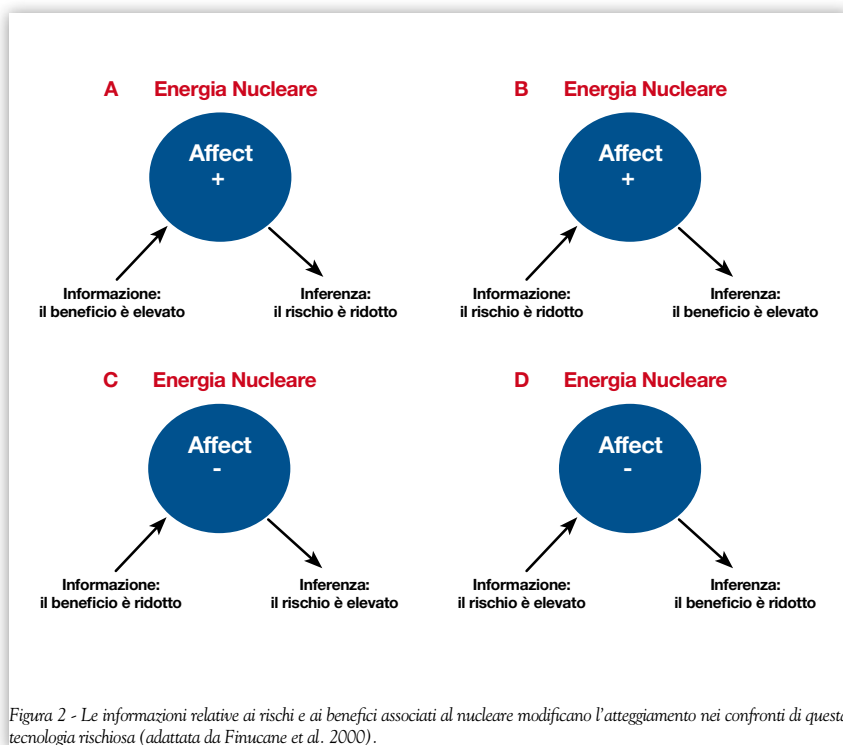 A Energia Nucleare
Affect
+
Informazione:
il beneficio è elevato
Inferenza:
il rischio è ridotto
B Energia Nucleare
Affect
+
Informazione:
il rischio è ridotto
Inferenza:
il beneficio è elevato
C Energia Nucleare
Affect
-
Informazione:
il beneficio è ridotto
Inferenza:
il rischio è elevato
D Energia Nucleare
Affect
-
Informazione:
il rischio è elevato
Inferenza:
il beneficio è ridotto
Figura 2 - Le informazioni relative ai rischi e ai benefici associati al nucleare modificano l'atteggiamento nei confronti di questa
tecnologia rischiosa (adattata da Finucane et al. 2000).